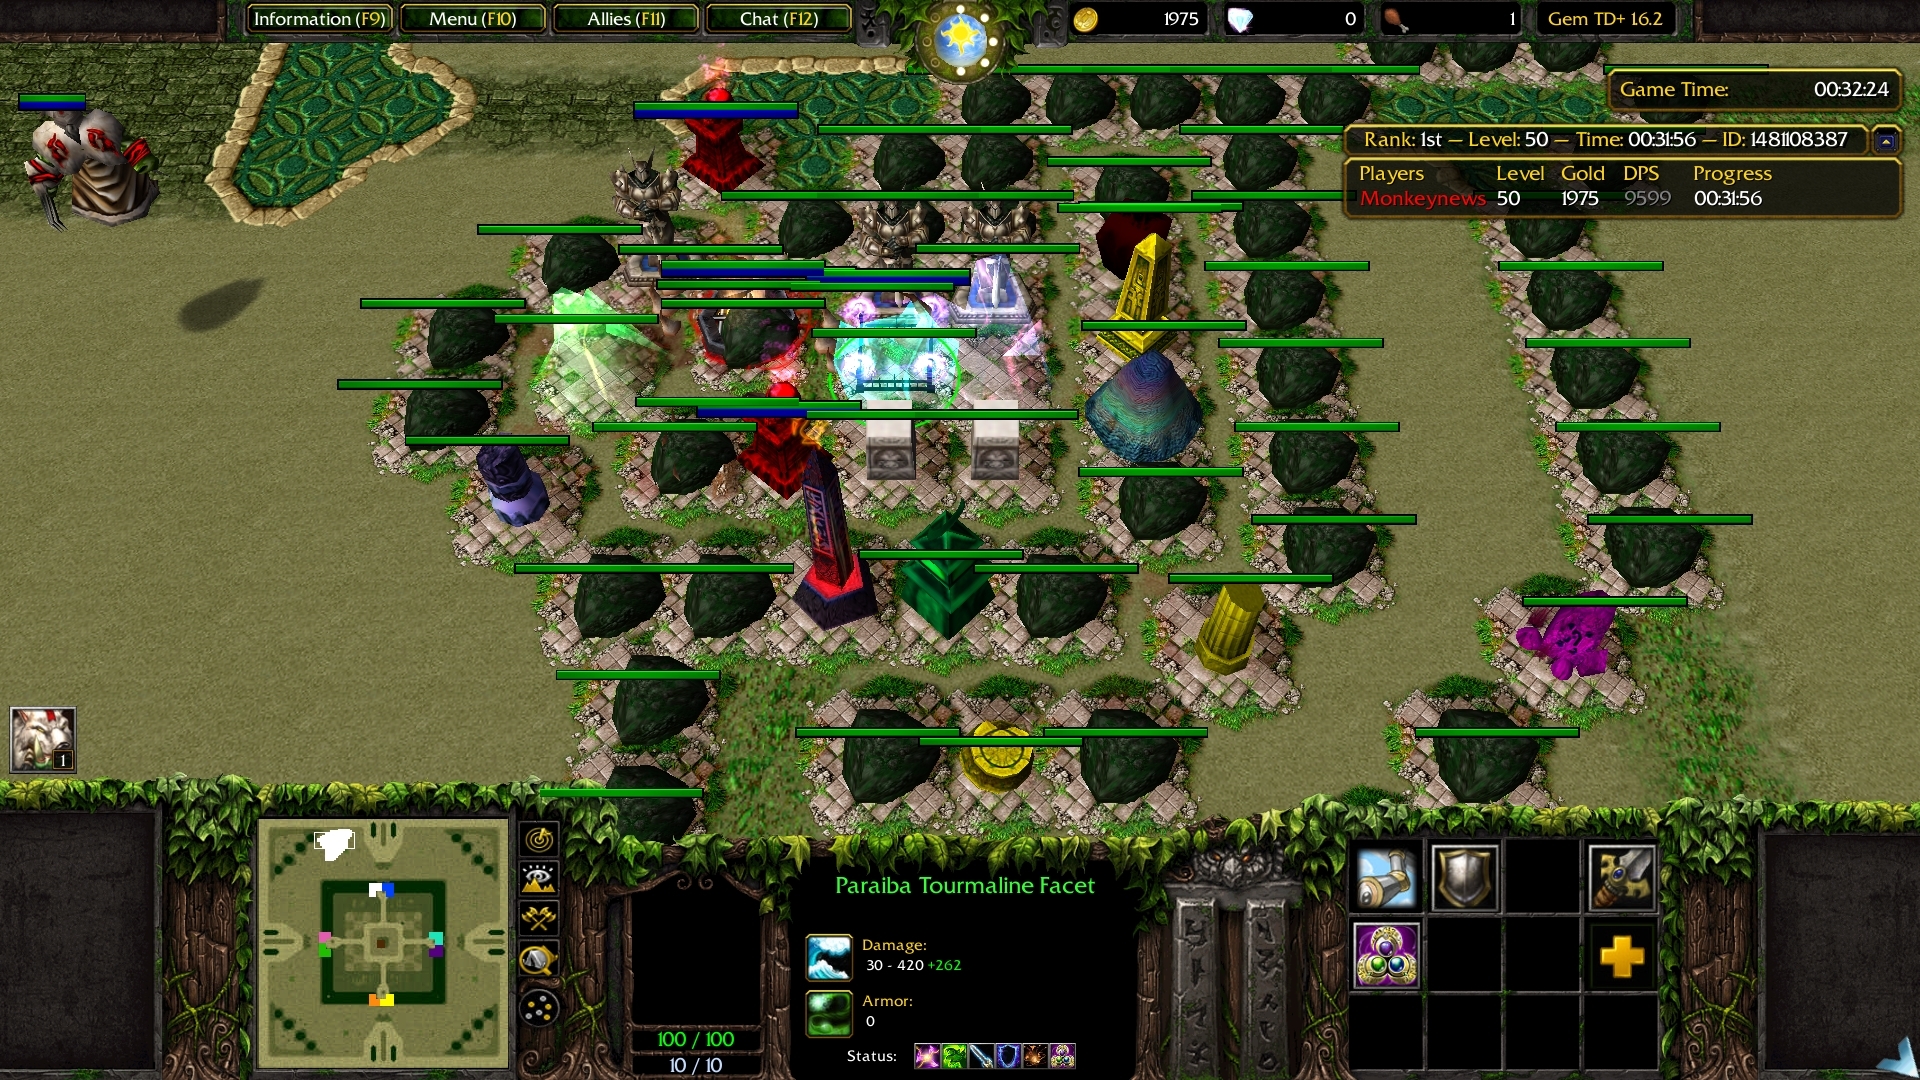 Information (F9) Menu (F10) Allies (F11) Chat (F12) 1975 0 1 Gem TD+ 16.2
Game Time: 00:32:24
Rank: 1st — Level: 50 — Time: 00:31:56 — ID: 1481108387
Players Level Gold DPS Progress
Monkeynews 50 1975 9599 00:31:56
1
Paraiba Tourmaline Facet
Damage:
30 - 420 +262
Armor:
0
Status:
100 / 100
10 / 10